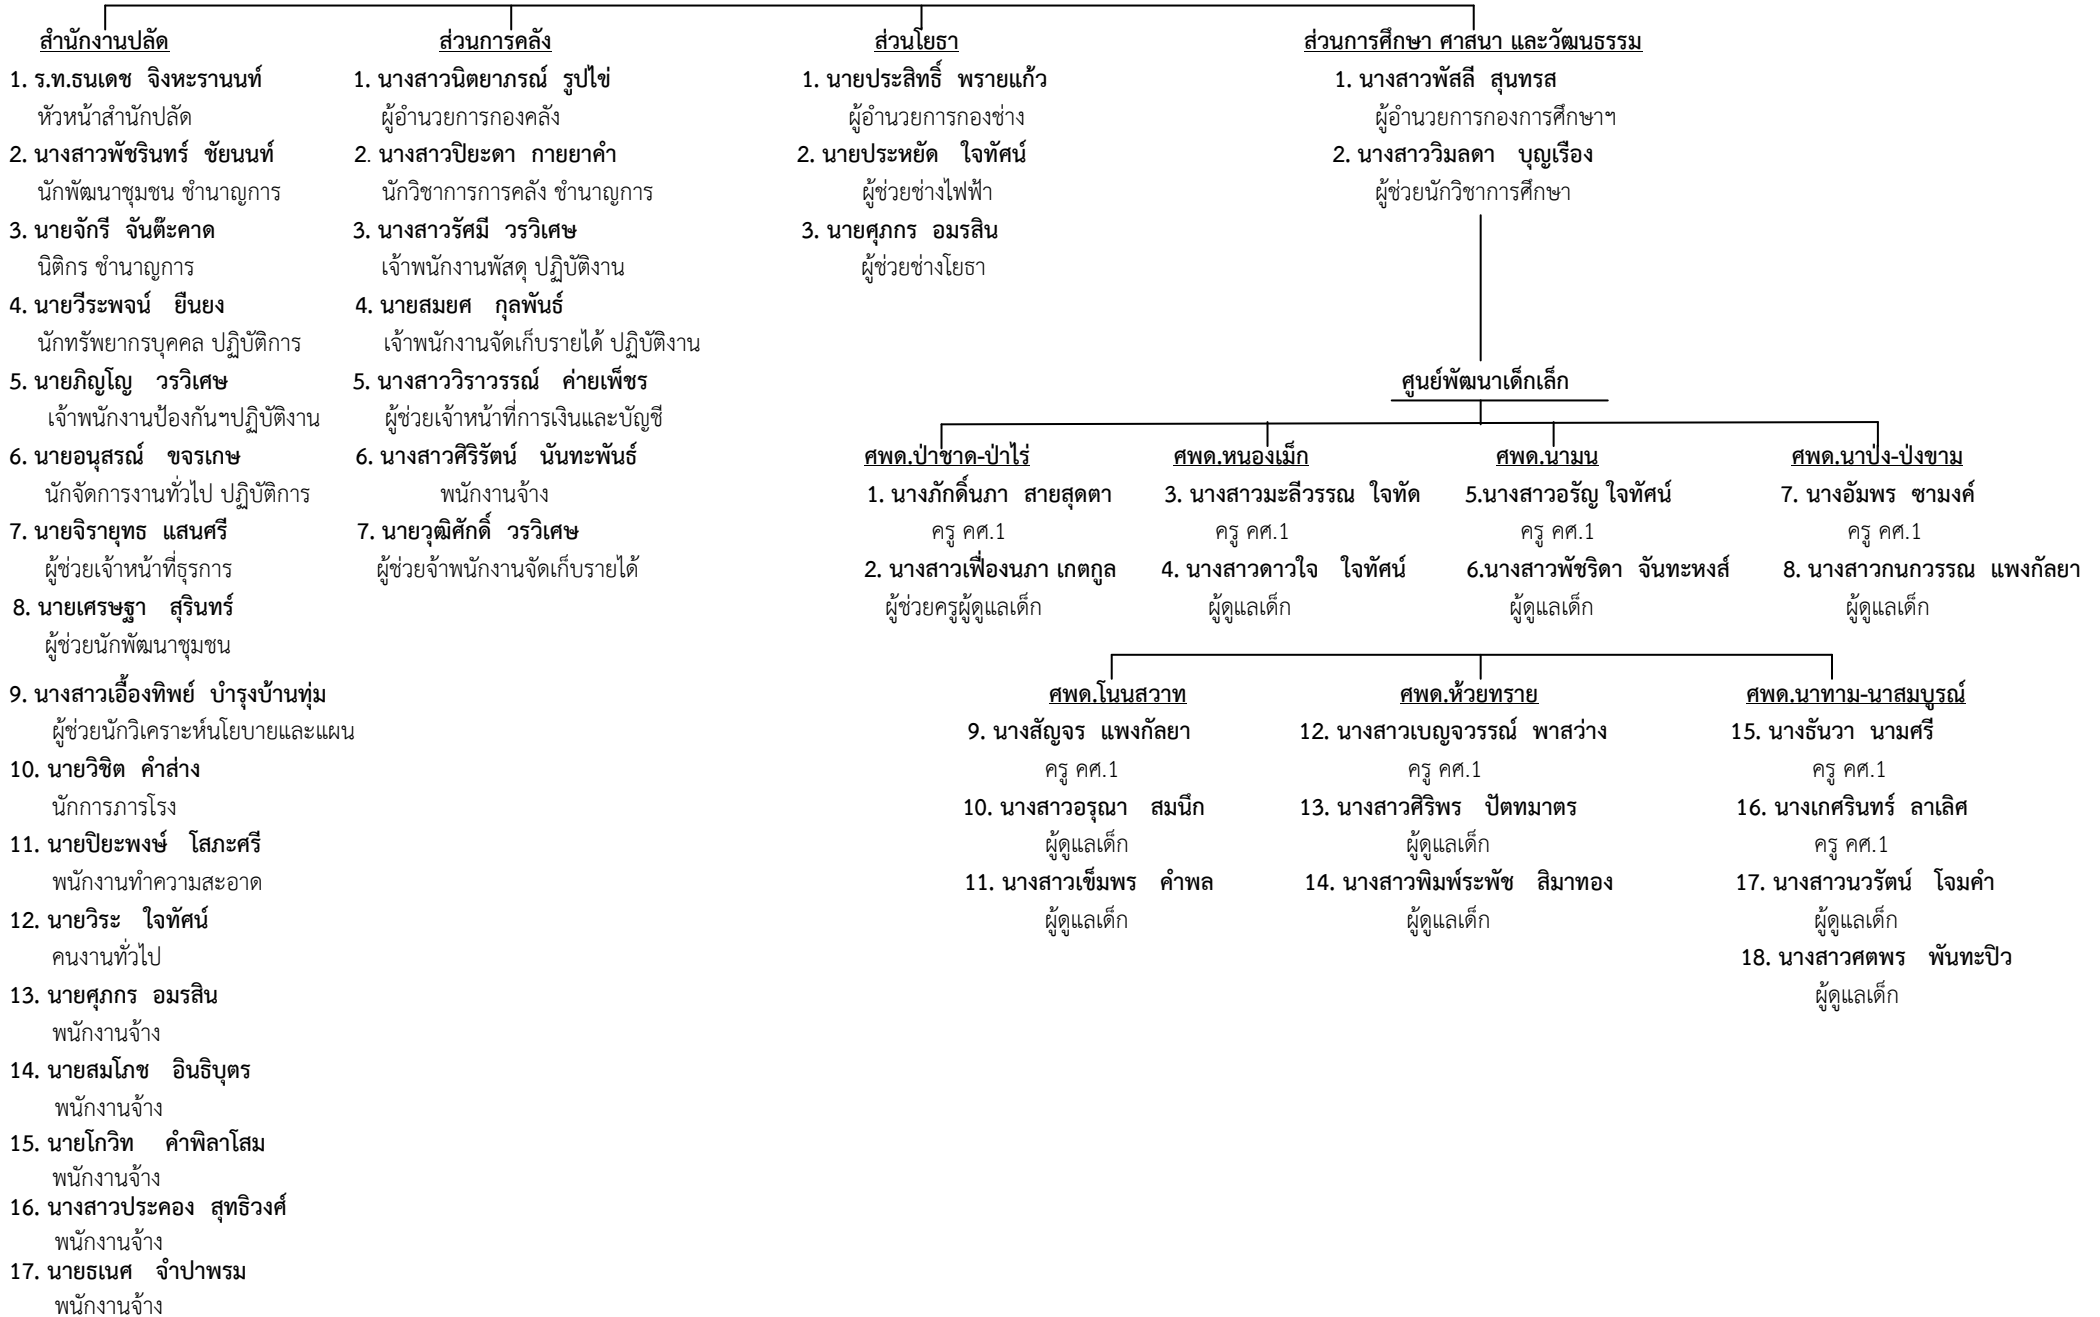 สำนักงานปลัด
1. ร.ท.ธนเดช จิงหะรานนท์
หัวหน้าสำนักปลัด
2. นางสาวพัชรินทร์ ชัยนนท์
นักพัฒนาชุมชน ชำนาญการ
3. นายจักรี จันต๊ะคาด
นิติกร ชำนาญการ
4. นายวีระพจน์ ยืนยง
นักทรัพยากรบุคคล ปฏิบัติการ
5. นายภิญโญ วรวิเศษ
เจ้าพนักงานป้องกันฯปฏิบัติงาน
6. นายอนุสรณ์ ขจรเกษ
นักจัดการงานทั่วไป ปฏิบัติการ
7. นายจิรายุทธ แสนศรี
ผู้ช่วยเจ้าหน้าที่ธุรการ
8. นายเศรษฐา สุรินทร์
ผู้ช่วยนักพัฒนาชุมชน
9. นางสาวเอื้องทิพย์ บำรุงบ้านทุ่ม
ผู้ช่วยนักวิเคราะห์นโยบายและแผน
10. นายวิชิต คำส่าง
นักการภารโรง
11. นายปิยะพงษ์ โสภะศรี
พนักงานทำความสะอาด
12. นายวิระ ใจทัศน์
คนงานทั่วไป
13. นายศุภกร อมรสิน
พนักงานจ้าง
14. นายสมโภช อินธิบุตร
พนักงานจ้าง
15. นายโกวิท คำพิลาโสม
พนักงานจ้าง
16. นางสาวประคอง สุทธิวงศ์
พนักงานจ้าง
17. นายธเนศ จำปาพรม
พนักงานจ้าง
ส่วนการคลัง
1. นางสาวนิตยาภรณ์ รูปไข่
ผู้อำนวยการกองคลัง
2. นางสาวปิยะดา กายยาคำ
นักวิชาการการคลัง ชำนาญการ
3. นางสาวรัศมี วรวิเศษ
เจ้าพนักงานพัสดุ ปฏิบัติงาน
4. นายสมยศ กุลพันธ์
เจ้าพนักงานจัดเก็บรายได้ ปฏิบัติงาน
5. นางสาววิราวรรณ์ ค่ายเพ็ชร
ผู้ช่วยเจ้าหน้าที่การเงินและบัญชี
6. นางสาวศิริรัตน์ นันทะพันธ์
พนักงานจ้าง
7. นายวุฒิศักดิ์ วรวิเศษ
ผู้ช่วยจ้าพนักงานจัดเก็บรายได้
ส่วนโยธา
1. นายประสิทธิ์ พรายแก้ว
ผู้อำนวยการกองช่าง
2. นายประหยัด ใจทัศน์
ผู้ช่วยช่างไฟฟ้า
3. นายศุภกร อมรสิน
ผู้ช่วยช่างโยธา
ส่วนการศึกษา ศาสนา และวัฒนธรรม
1. นางสาวพัสลี สุนทรส
ผู้อำนวยการกองการศึกษาฯ
2. นางสาววิมลดา บุญเรือง
ผู้ช่วยนักวิชาการศึกษา
ศูนย์พัฒนาเด็กเล็ก
ศพด.ป่าชาด-ป่าไร่
1. นางภักดิ์นภา สายสุดตา
ครู คศ.1
2. นางสาวเฟื่องนภา เกตกูล
ผู้ช่วยครูผู้ดูแลเด็ก
ศพด.หนองเม็ก
3. นางสาวมะลีวรรณ ใจทัด
ครู คศ.1
4. นางสาวดาวใจ ใจทัศน์
ผู้ดูแลเด็ก
ศพด.นามน
5.นางสาวอรัญ ใจทัศน์
ครู คศ.1
6.นางสาวพัชริดา จันทะหงส์
ผู้ดูแลเด็ก
ศพด.นาป่ง-ป่งขาม
7. นางอัมพร ซามงค์
ครู คศ.1
8. นางสาวกนกวรรณ แพงกัลยา
ผู้ดูแลเด็ก
ศพด.โนนสวาท
9. นางสัญจร แพงกัลยา
ครู คศ.1
10. นางสาวอรุณา สมนึก
ผู้ดูแลเด็ก
11. นางสาวเข็มพร คำพล
ผู้ดูแลเด็ก
ศพด.ห้วยทราย
12. นางสาวเบญจวรรณ์ พาสว่าง
ครู คศ.1
13. นางสาวศิริพร ปัตทมาตร
ผู้ดูแลเด็ก
14. นางสาวพิมพ์ระพัช สิมาทอง
ผู้ดูแลเด็ก
ศพด.นาทาม-นาสมบูรณ์
15. นางธันวา นามศรี
ครู คศ.1
16. นางเกศรินทร์ ลาเลิศ
ครู คศ.1
17. นางสาวนวรัตน์ โจมคำ
ผู้ดูแลเด็ก
18. นางสาวศตพร พันทะปิว
ผู้ดูแลเด็ก